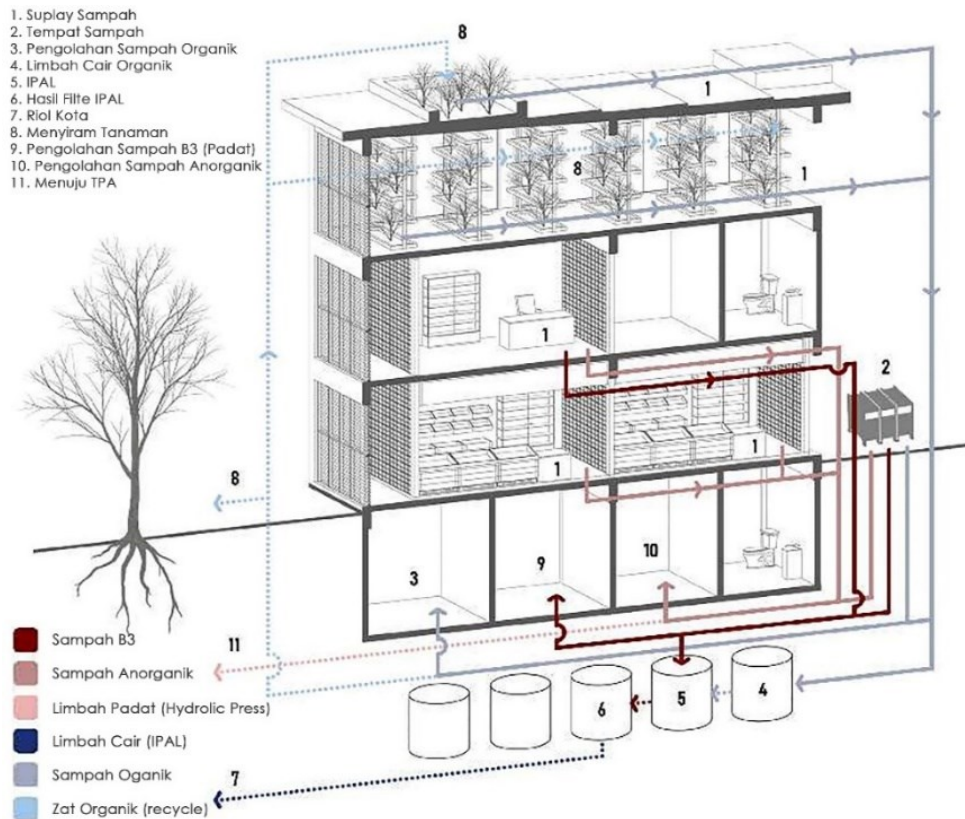 1. Suplay Sampah
2. Tempat Sampah
3. Pengolahan Sampah Organik
4. Limbah Cair Organik
5. IPAL
6. Hasil Filte IPAL
7. Riol Kota
8. Menyiram Tanaman
9. Pengolahan Sampah B3 (Padat)
10. Pengolahan Sampah Anorganik
11. Menuju TPA
8
1
8
1
1
2
1
1
8
3
9
10
11
6
5
4
7
Sampah B3
Sampah Anorganik
Limbah Padat (Hydrolic Press)
Limbah Cair (IPAL)
Sampah Oganik
Zat Organik (recycle)